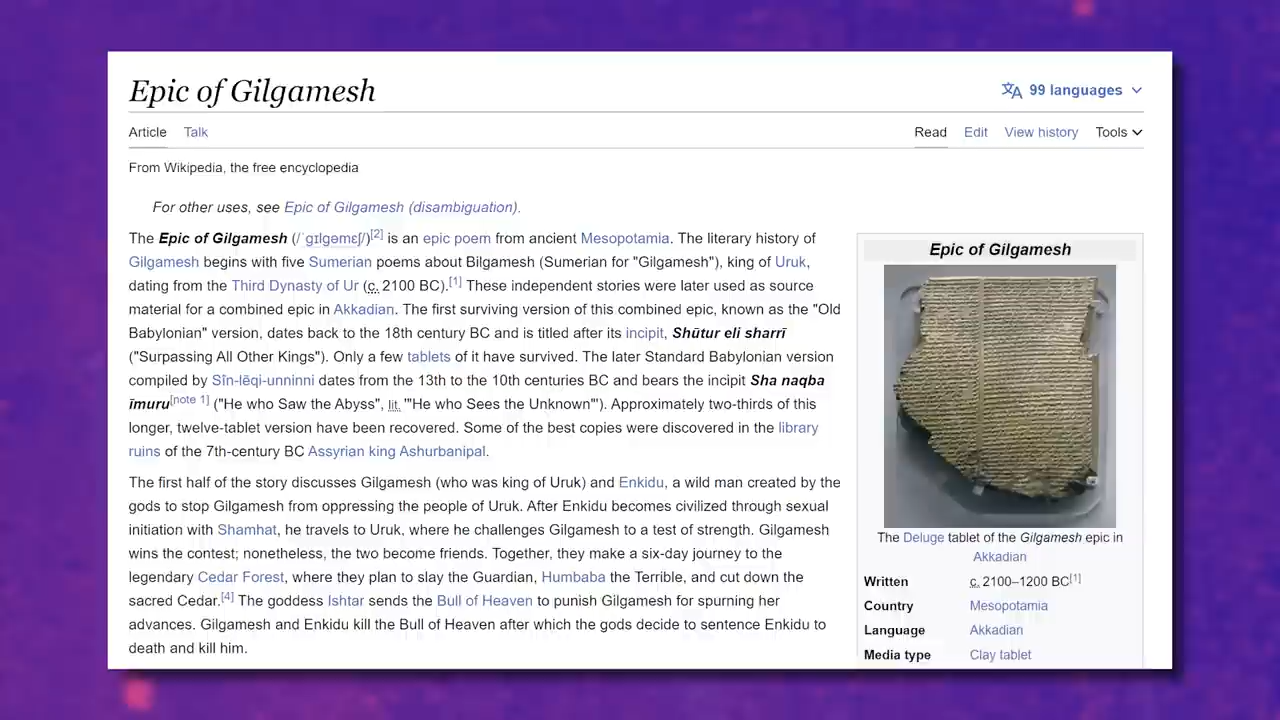 Epic of Gilgamesh
99 languages
Article Talk
Read Edit View history Tools
From Wikipedia, the free encyclopedia
For other uses, see Epic of Gilgamesh (disambiguation).
The Epic of Gilgamesh (/ˈɡɪlɡəmɛʃ/)[2] is an epic poem from ancient Mesopotamia. The literary history of
Gilgamesh begins with five Sumerian poems about Bilgamesh (Sumerian for "Gilgamesh"), king of Uruk,
dating from the Third Dynasty of Ur (c. 2100 BC).[1] These independent stories were later used as source
material for a combined epic in Akkadian. The first surviving version of this combined epic, known as the "Old
Babylonian" version, dates back to the 18th century BC and is titled after its incipit, Shūtur eli sharrī
("Surpassing All Other Kings"). Only a few tablets of it have survived. The later Standard Babylonian version
compiled by Sîn-lēqi-unninni dates from the 13th to the 10th centuries BC and bears the incipit Sha naqba
īmuru[note 1] ("He who Saw the Abyss", lit. '"He who Sees the Unknown"'). Approximately two-thirds of this
longer, twelve-tablet version have been recovered. Some of the best copies were discovered in the library
ruins of the 7th-century BC Assyrian king Ashurbanipal.
The first half of the story discusses Gilgamesh (who was king of Uruk) and Enkidu, a wild man created by the
gods to stop Gilgamesh from oppressing the people of Uruk. After Enkidu becomes civilized through sexual
initiation with Shamhat, he travels to Uruk, where he challenges Gilgamesh to a test of strength. Gilgamesh
wins the contest; nonetheless, the two become friends. Together, they make a six-day journey to the
legendary Cedar Forest, where they plan to slay the Guardian, Humbaba the Terrible, and cut down the
sacred Cedar.[4] The goddess Ishtar sends the Bull of Heaven to punish Gilgamesh for spurning her
advances. Gilgamesh and Enkidu kill the Bull of Heaven after which the gods decide to sentence Enkidu to
death and kill him.
Epic of Gilgamesh
The Deluge tablet of the Gilgamesh epic in
Akkadian
Written c. 2100–1200 BC[1]
Country Mesopotamia
Language Akkadian
Media type Clay tablet